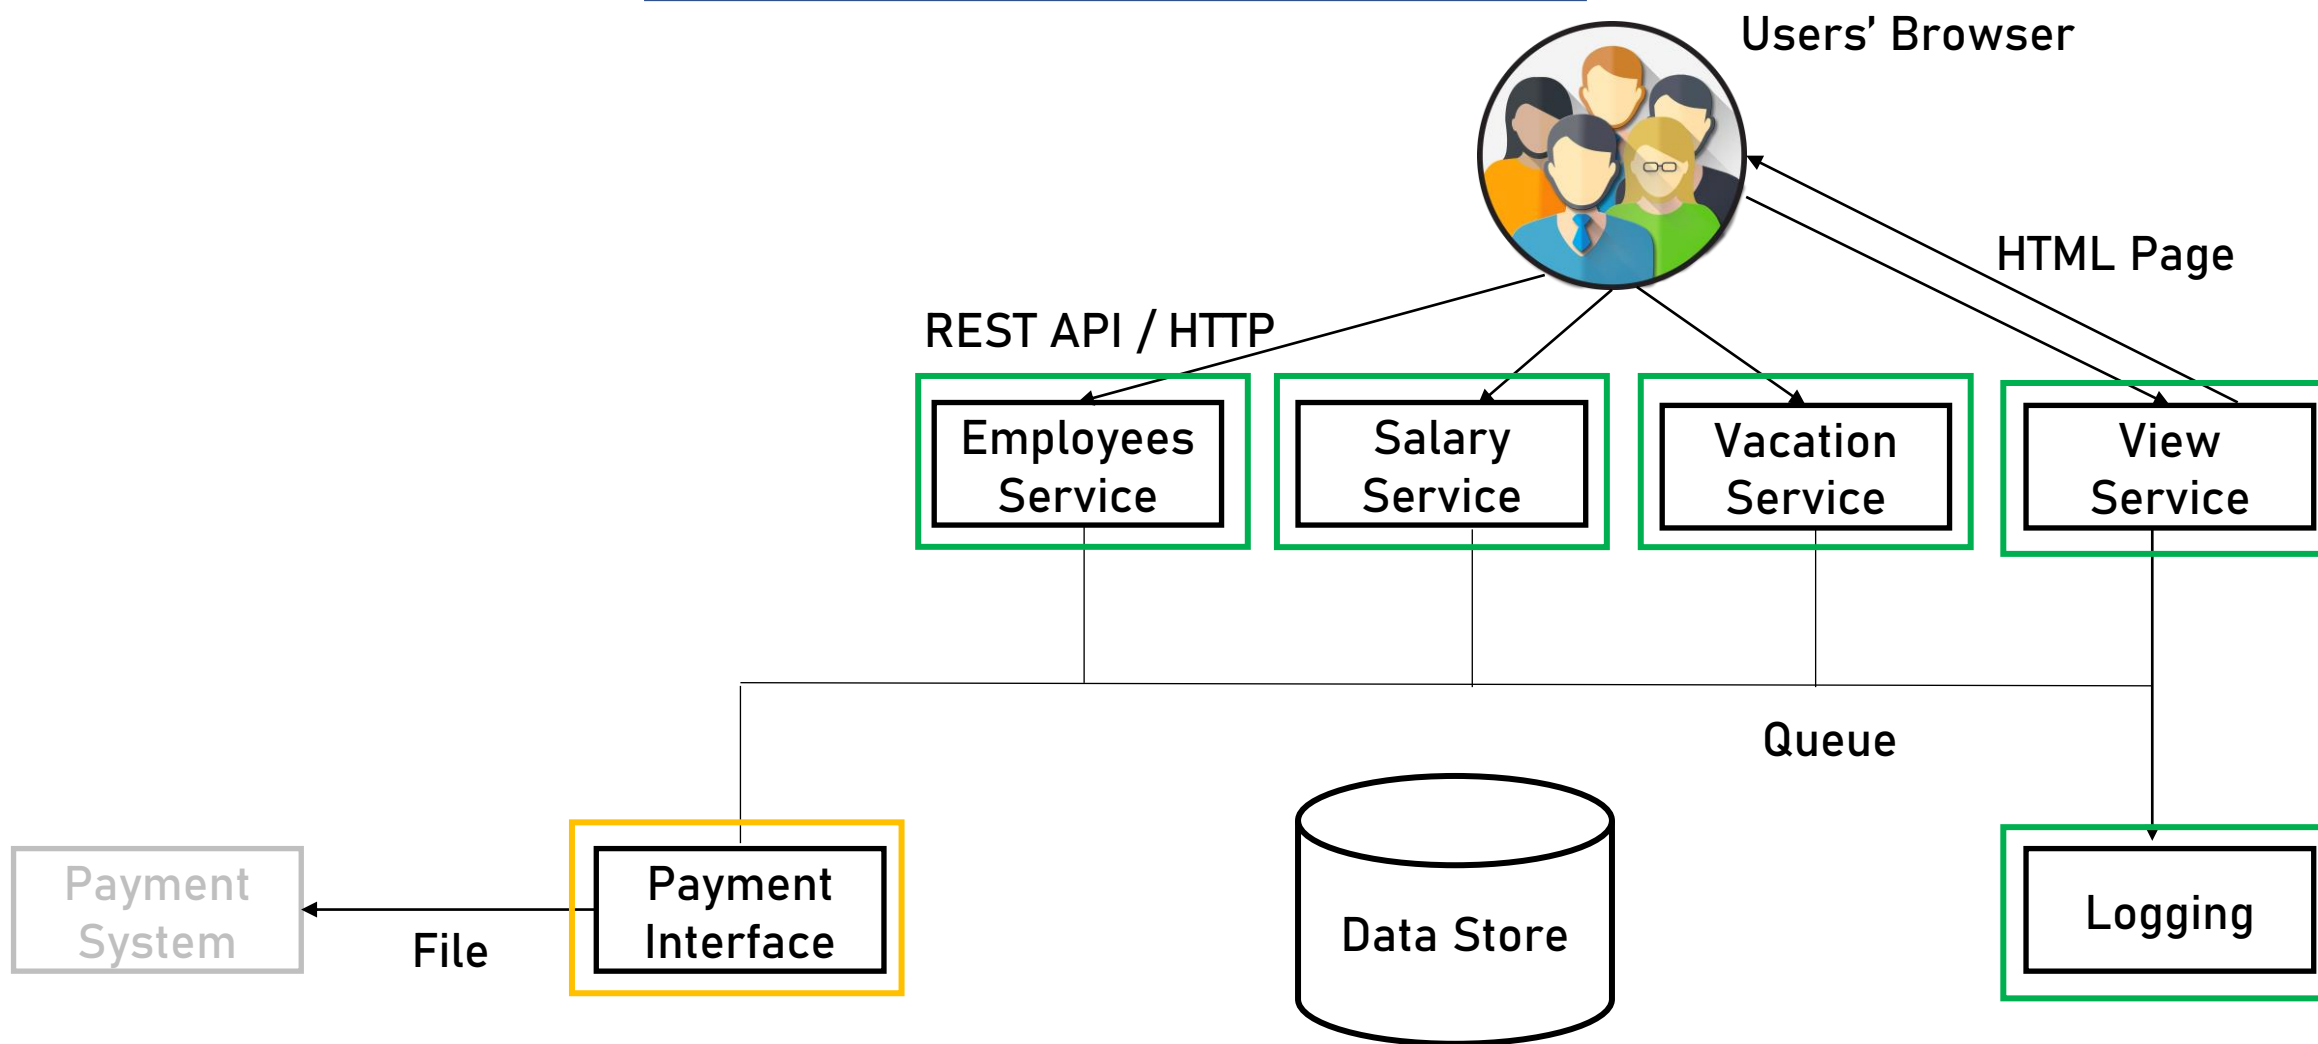 Users’ Browser
HTML Page
REST API / HTTP
Employees
Service
Salary
Service
Vacation
Service
View
Service
Queue
Payment
System
File
Payment
Interface
Data Store
Logging